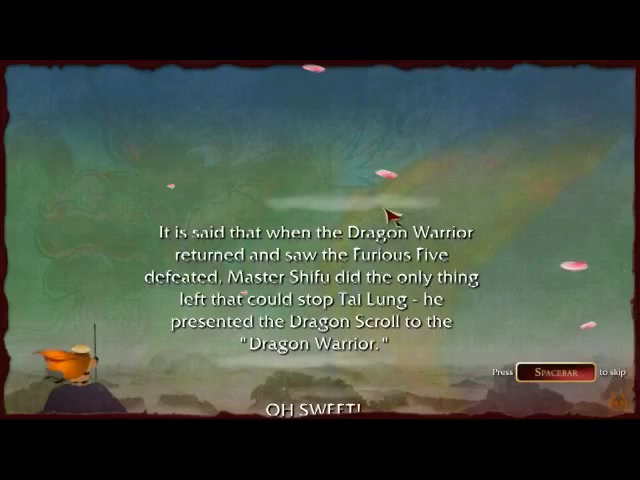 It is said that when the Dragon Warrior
returned and saw the Furious Five
defeated, Master Shifu did the only thing
left that could stop Tai Lung - he
presented the Dragon Scroll to the
"Dragon Warrior."
Press SPACEBAR to skip
OH SWEET!